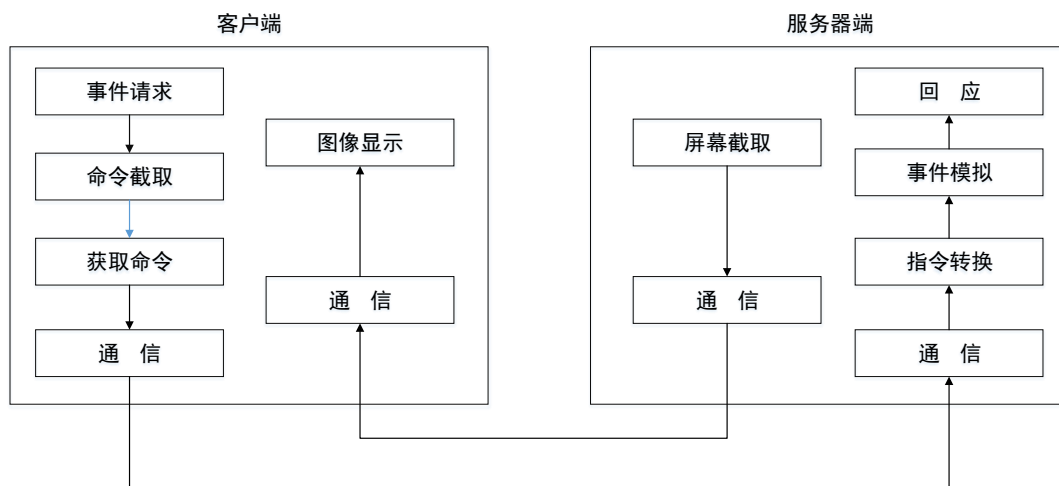 客户端
事件请求
命令截取
获取命令
通 信
图像显示
通 信
服务器端
屏幕截取
通 信
回 应
事件模拟
指令转换
通 信